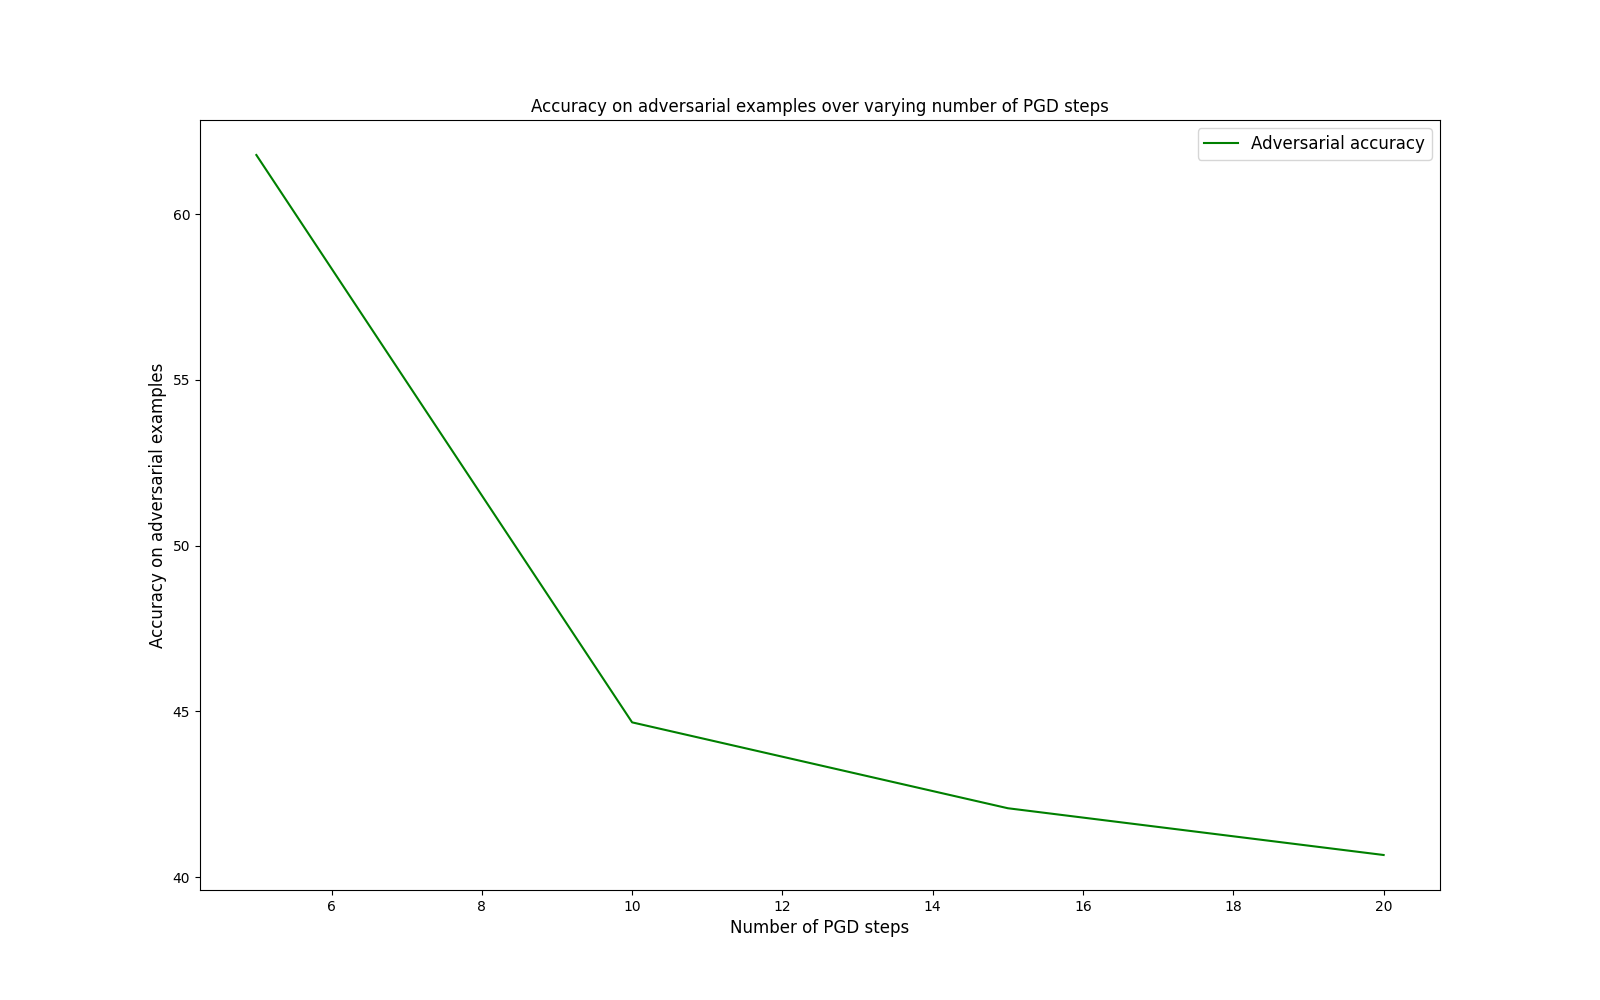 Accuracy on adversarial examples over varying number of PGD steps
Adversarial accuracy
Accuracy on adversarial examples
60
55
50
45
40
6 8 10 12 14 16 18 20
Number of PGD steps